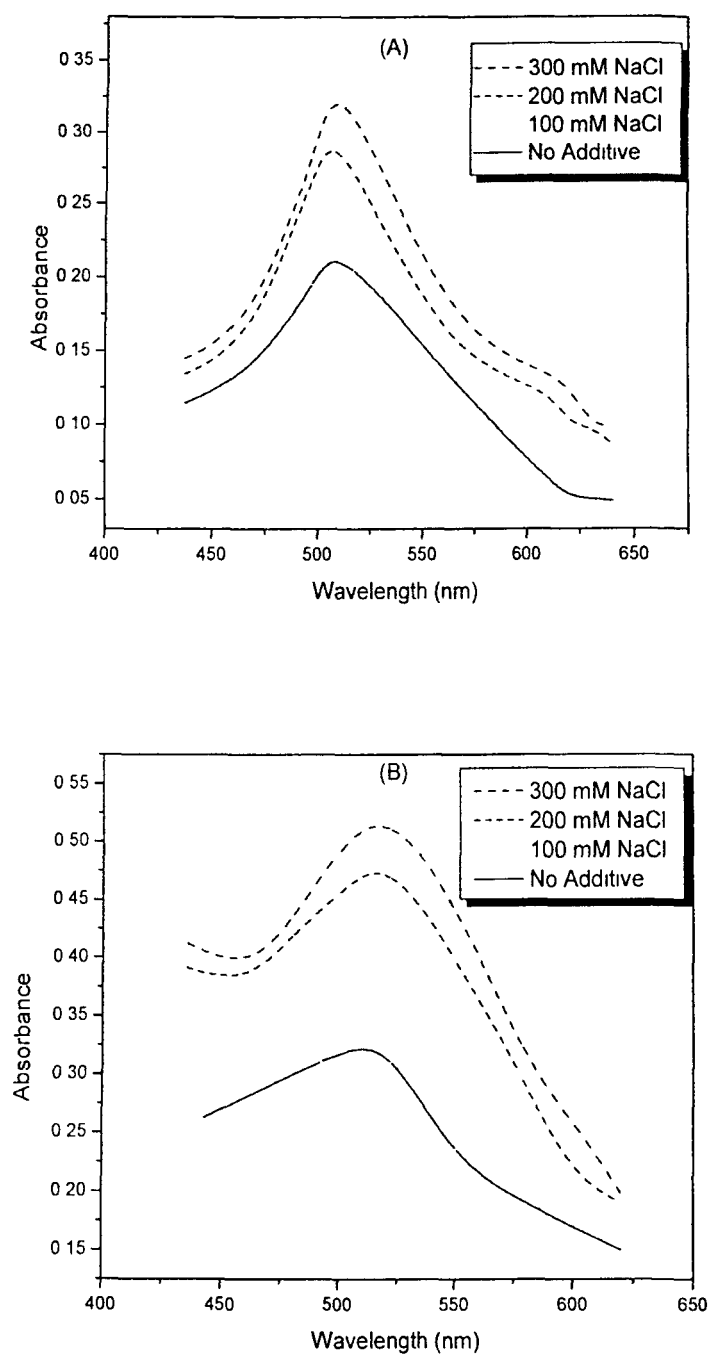 (A)
300 mM NaCl
200 mM NaCl
100 mM NaCl
No Additive
0 35
0 30
0 25
0 20
0 15
0 10
0 05
Absorbance
400 450 500 550 600 650
Wavelength (nm)
(B)
300 mM NaCl
200 mM NaCl
100 mM NaCl
No Additive
0 55
0 50
0 45
0 40
0 35
0 30
0 25
0 20
0 15
Absorbance
400 450 500 550 600 650
Wavelength (nm)